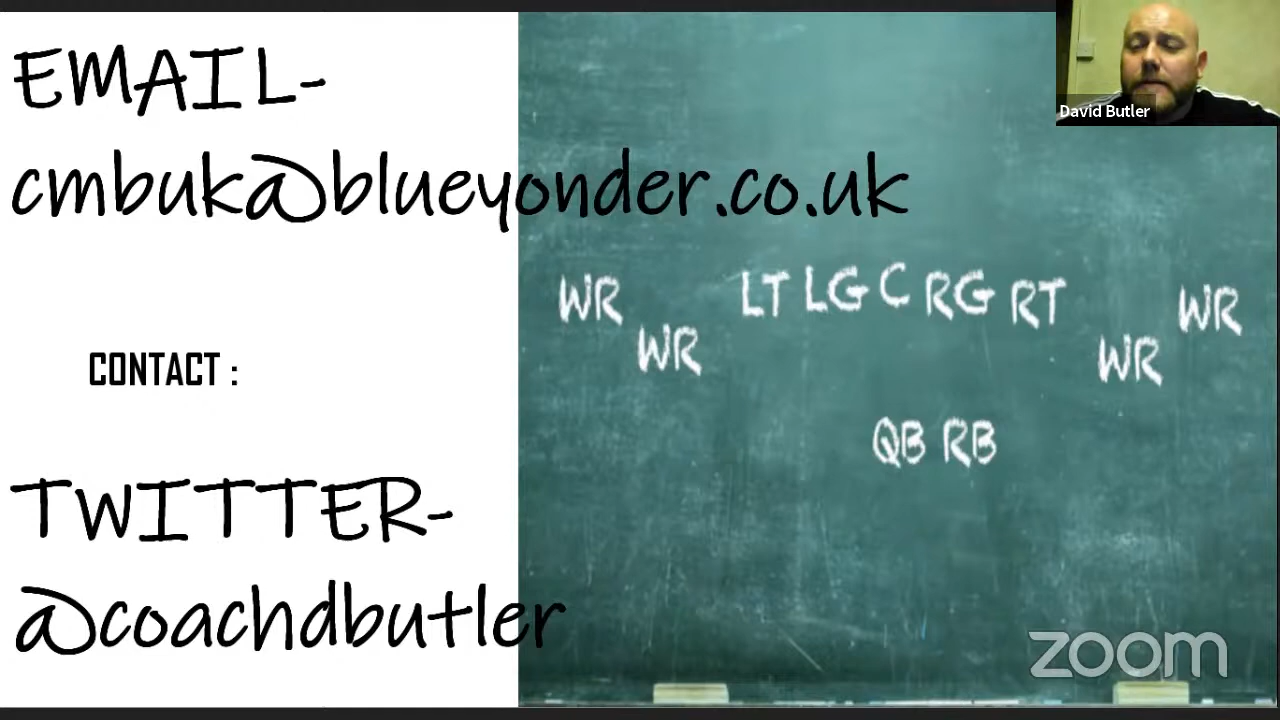 EMAIL-
cmbuk@blueyonder.co.uk
David Butler
WR LT LG C RG RT WR
WR WR
CONTACT :
QB RB
TWITTER-
@coachdbutler
zoom